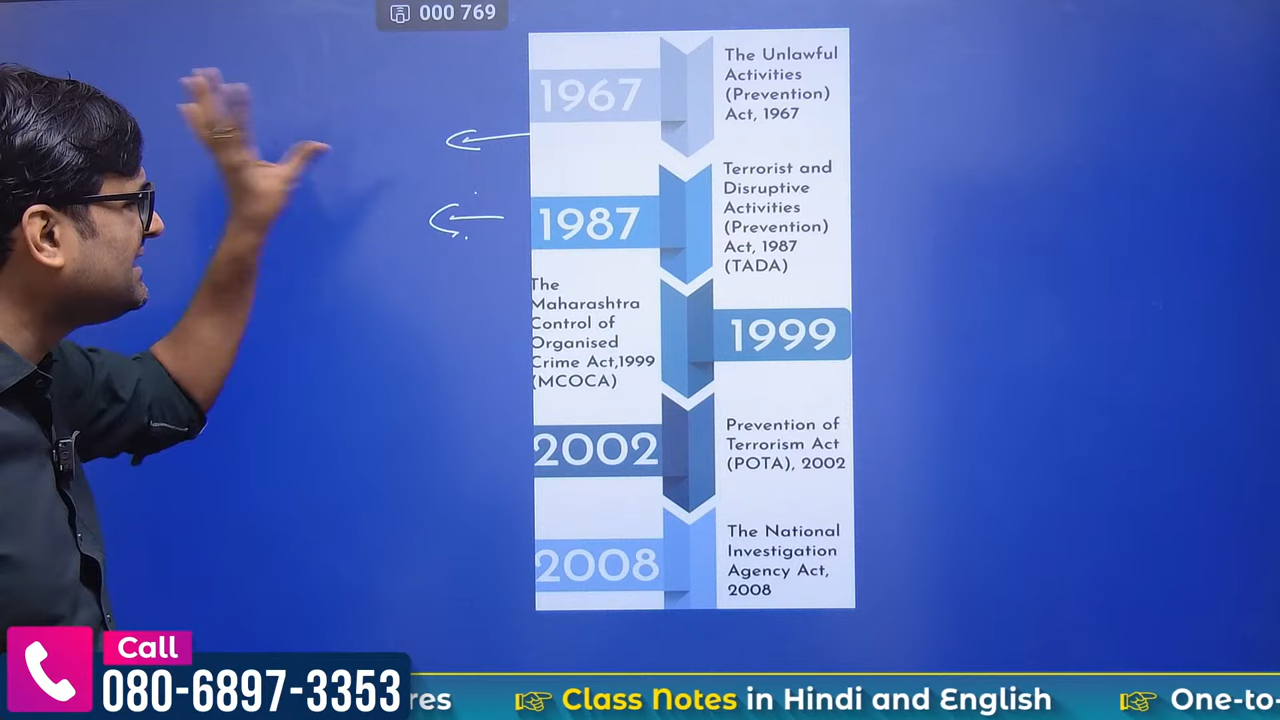 000 769
1967
The Unlawful
Activities
(Prevention)
Act, 1967
1987
Terrorist and
Disruptive
Activities
(Prevention)
Act, 1987
(TADA)
The
Maharashtra
Control of
Organised
Crime Act,1999
(MCOCA)
1999
2002
Prevention of
Terrorism Act
(POTA), 2002
2008
The National
Investigation
Agency Act,
2008
Call
080-6897-3353
res
Class Notes in Hindi and English
One-to-